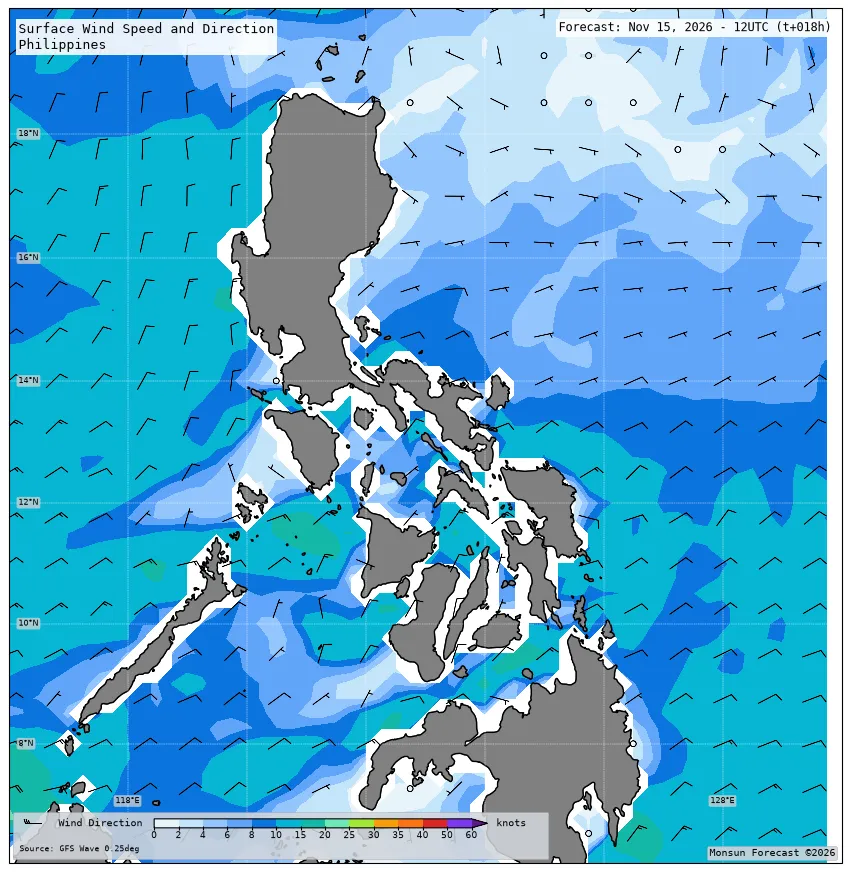 Surface Wind Speed and Direction
Philippines
Forecast: Nov 15, 2026 - 12UTC (t+018h)
18°N
16°N
14°N
12°N
10°N
8°N
118°E
128°E
Wind Direction
0 2 4 6 8 10 15 20 25 30 35 40 50 60
knots
Source: GFS Wave 0.25deg
Monsun Forecast ©2026